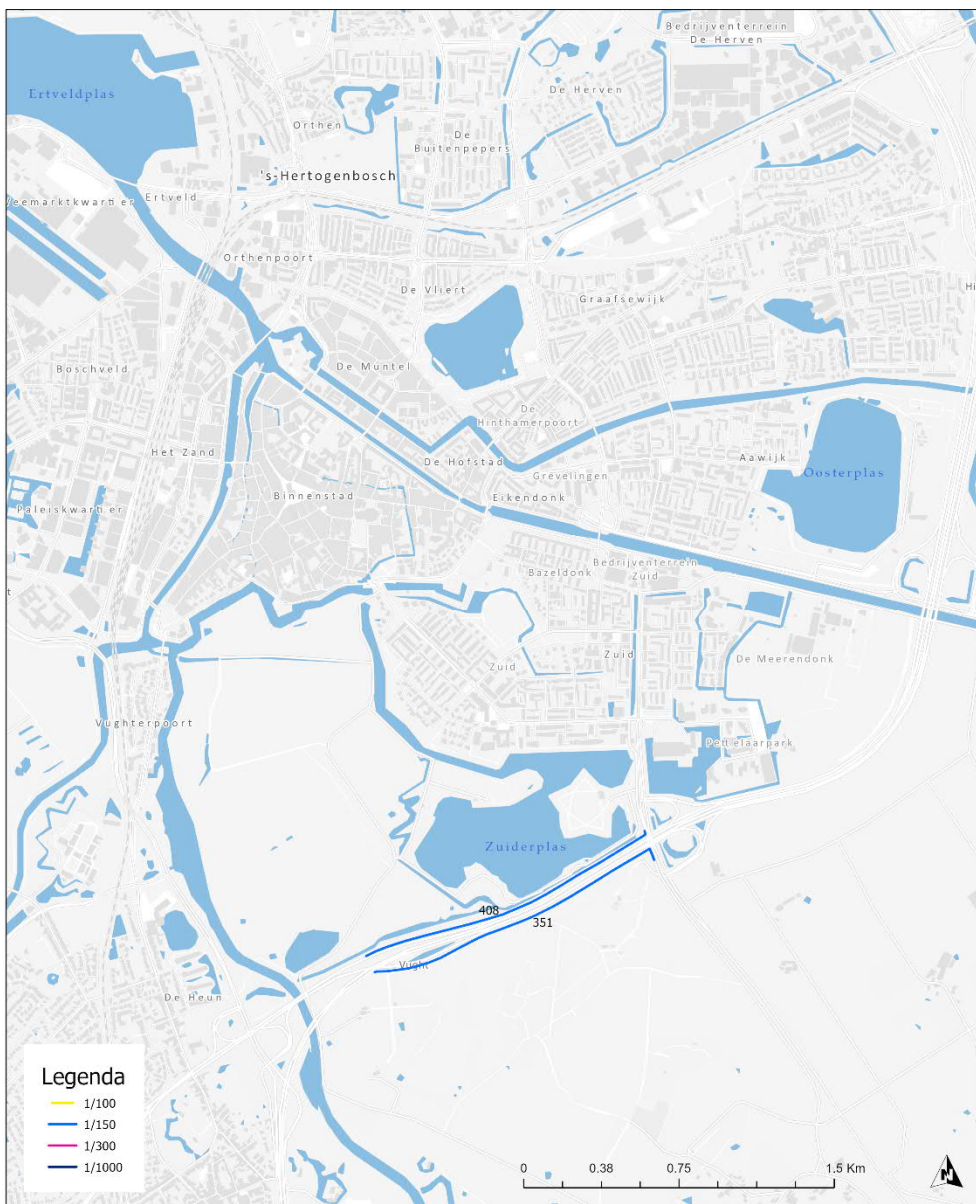 Bedrijventerrein
De Herven
Ertveldplas
De Herven
Orthen
De
Buitenpepers
's-Hertogenbosch
Veemarktkwartier
Ertveld
Orthenpoort
De Vliert
Graafsewijk
Hi
Boschveld
De Muntel
De
Hinthamerpoort
Het Zand
De Hofstad
Aawijk
Grevelingen
Oosterplas
Binnenstad
Eikendonk
Paleiskwartier
Bedrijventerrein
Zuid
Bazeldonk
t
Zuid
Zuid
De Meerendonk
Vughterpoort
Pettelaarpark
Zuiderplas
408
351
Vught
De Heun
Legenda
1/100
1/150
1/300
1/1000
0 0.38 0.75 1.5 Km
N